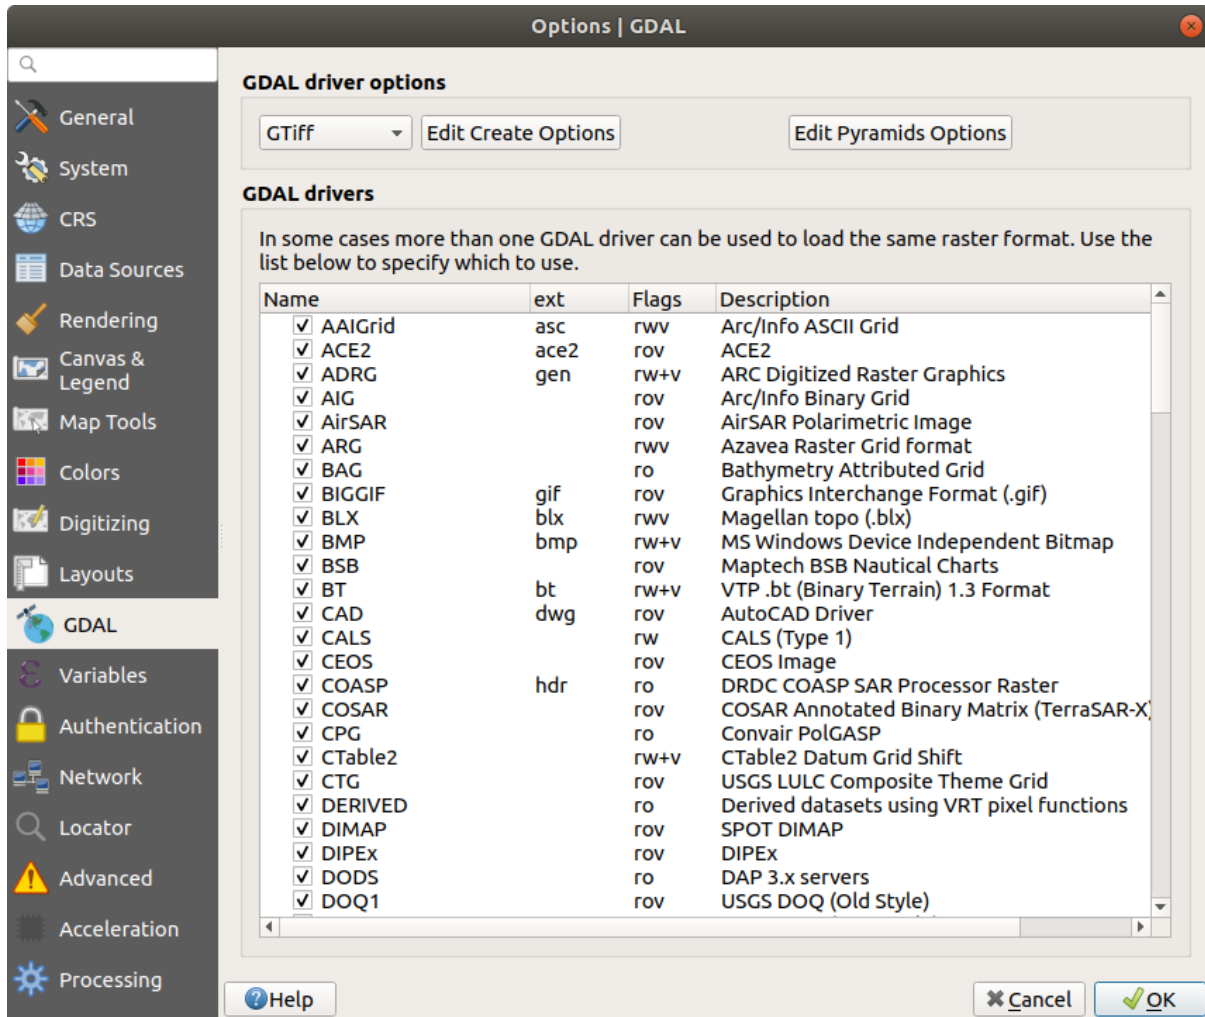 Options | GDAL
General
System
CRS
Data Sources
Rendering
Canvas &
Legend
Map Tools
Colors
Digitizing
Layouts
GDAL
Variables
Authentication
Network
Locator
Advanced
Acceleration
Processing
GDAL driver options
GTiff Edit Create Options Edit Pyramids Options
GDAL drivers
In some cases more than one GDAL driver can be used to load the same raster format. Use the
list below to specify which to use.
Name ext Flags Description
AAIGrid asc rwv Arc/Info ASCII Grid
ACE2 ace2 rov ACE2
ADRG gen rw+v ARC Digitized Raster Graphics
AIG rov Arc/Info Binary Grid
AirSAR rov AirSAR Polarimetric Image
ARG rwv Azavea Raster Grid format
BAG ro Bathymetry Attributed Grid
BIGGIF gif rov Graphics Interchange Format (.gif)
BLX blx rwv Magellan topo (.blx)
BMP bmp rw+v MS Windows Device Independent Bitmap
BSB rov Maptech BSB Nautical Charts
BT bt rw+v VTP .bt (Binary Terrain) 1.3 Format
CAD dwg rov AutoCAD Driver
CALS rw CALS (Type 1)
CEOS rov CEOS Image
COASP hdr ro DRDC COASP SAR Processor Raster
COSAR rov COSAR Annotated Binary Matrix (TerraSAR-X)
CPG ro Convair PolGASP
CTable2 rw+v CTable2 Datum Grid Shift
CTG rov USGS LULC Composite Theme Grid
DERIVED ro Derived datasets using VRT pixel functions
DIMAP rov SPOT DIMAP
DIPEx rov DIPEx
DODS ro DAP 3.x servers
DOQ1 rov USGS DOQ (Old Style)
Help Cancel OK